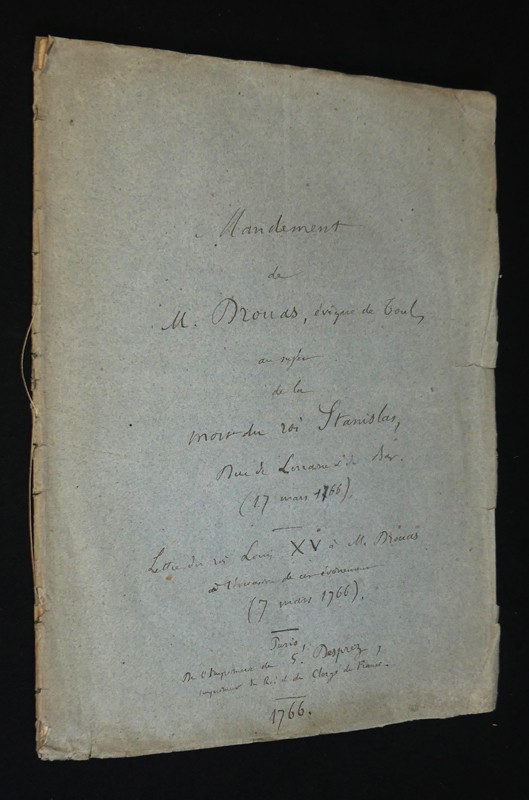 Mandement
de
M. Drouas, évêque de Toul,
au sujet
de la
mort du roi Stanislas,
Duc de Lorraine & de Bar.
(17 mars 1766).
Lettre du roi Louis XV à M. Drouas
à l'occasion de cet événement
(7 mars 1766).
Paris,
De l'Imprimerie de G. Desprez,
imprimeur du Roi & du Clergé de France.
1766.